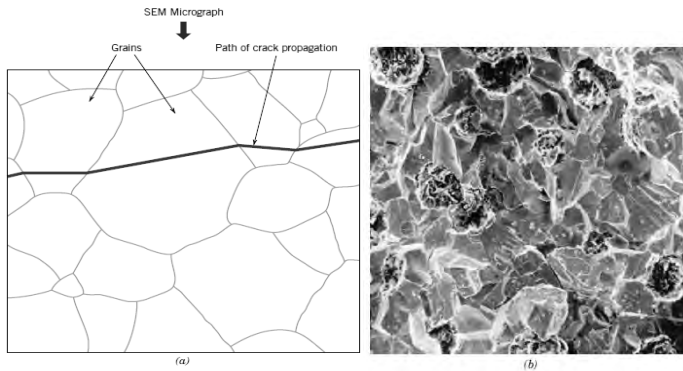 SEM Micrograph
Grains
Path of crack propagation
(a)
(b)